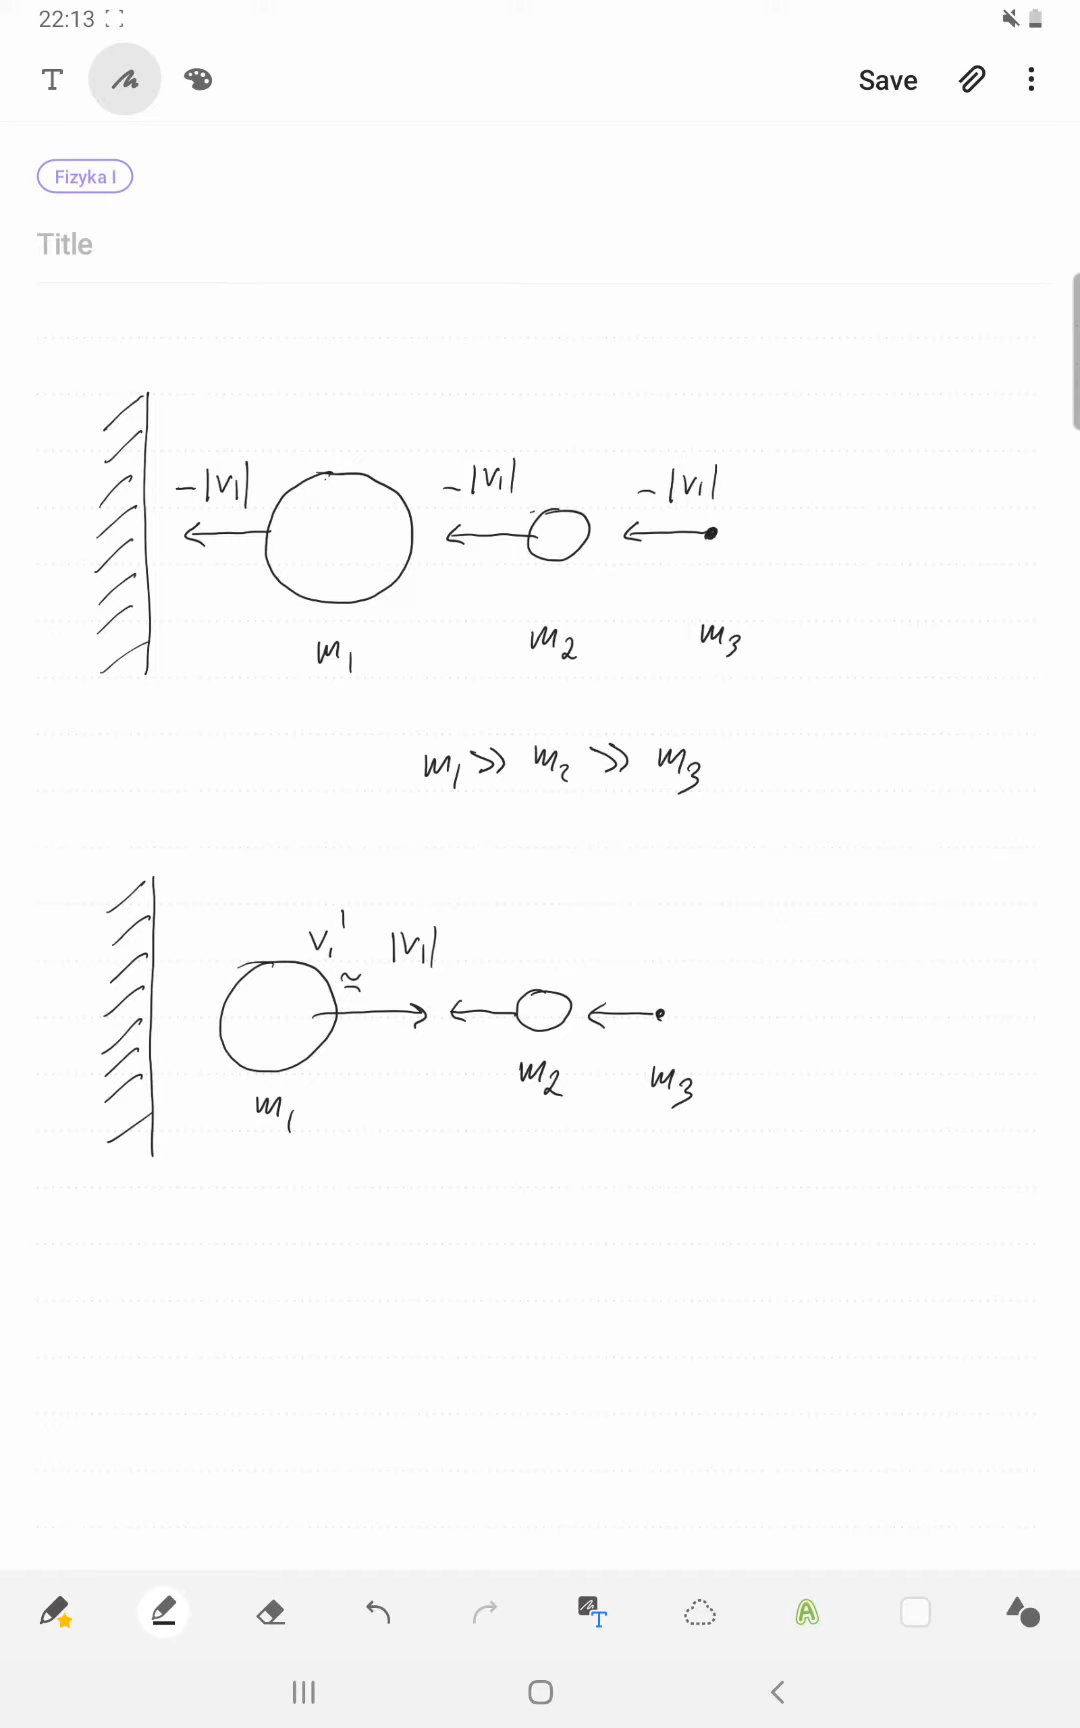 22:13
T Save
Fizyka I
Title
-|v₁| -|v₁| -|v₁|
m₁ m₂ m₃
m₁ >> m₂ >> m₃
v₁' ≅ |v₁|
m₂ m₃
m₁
T A